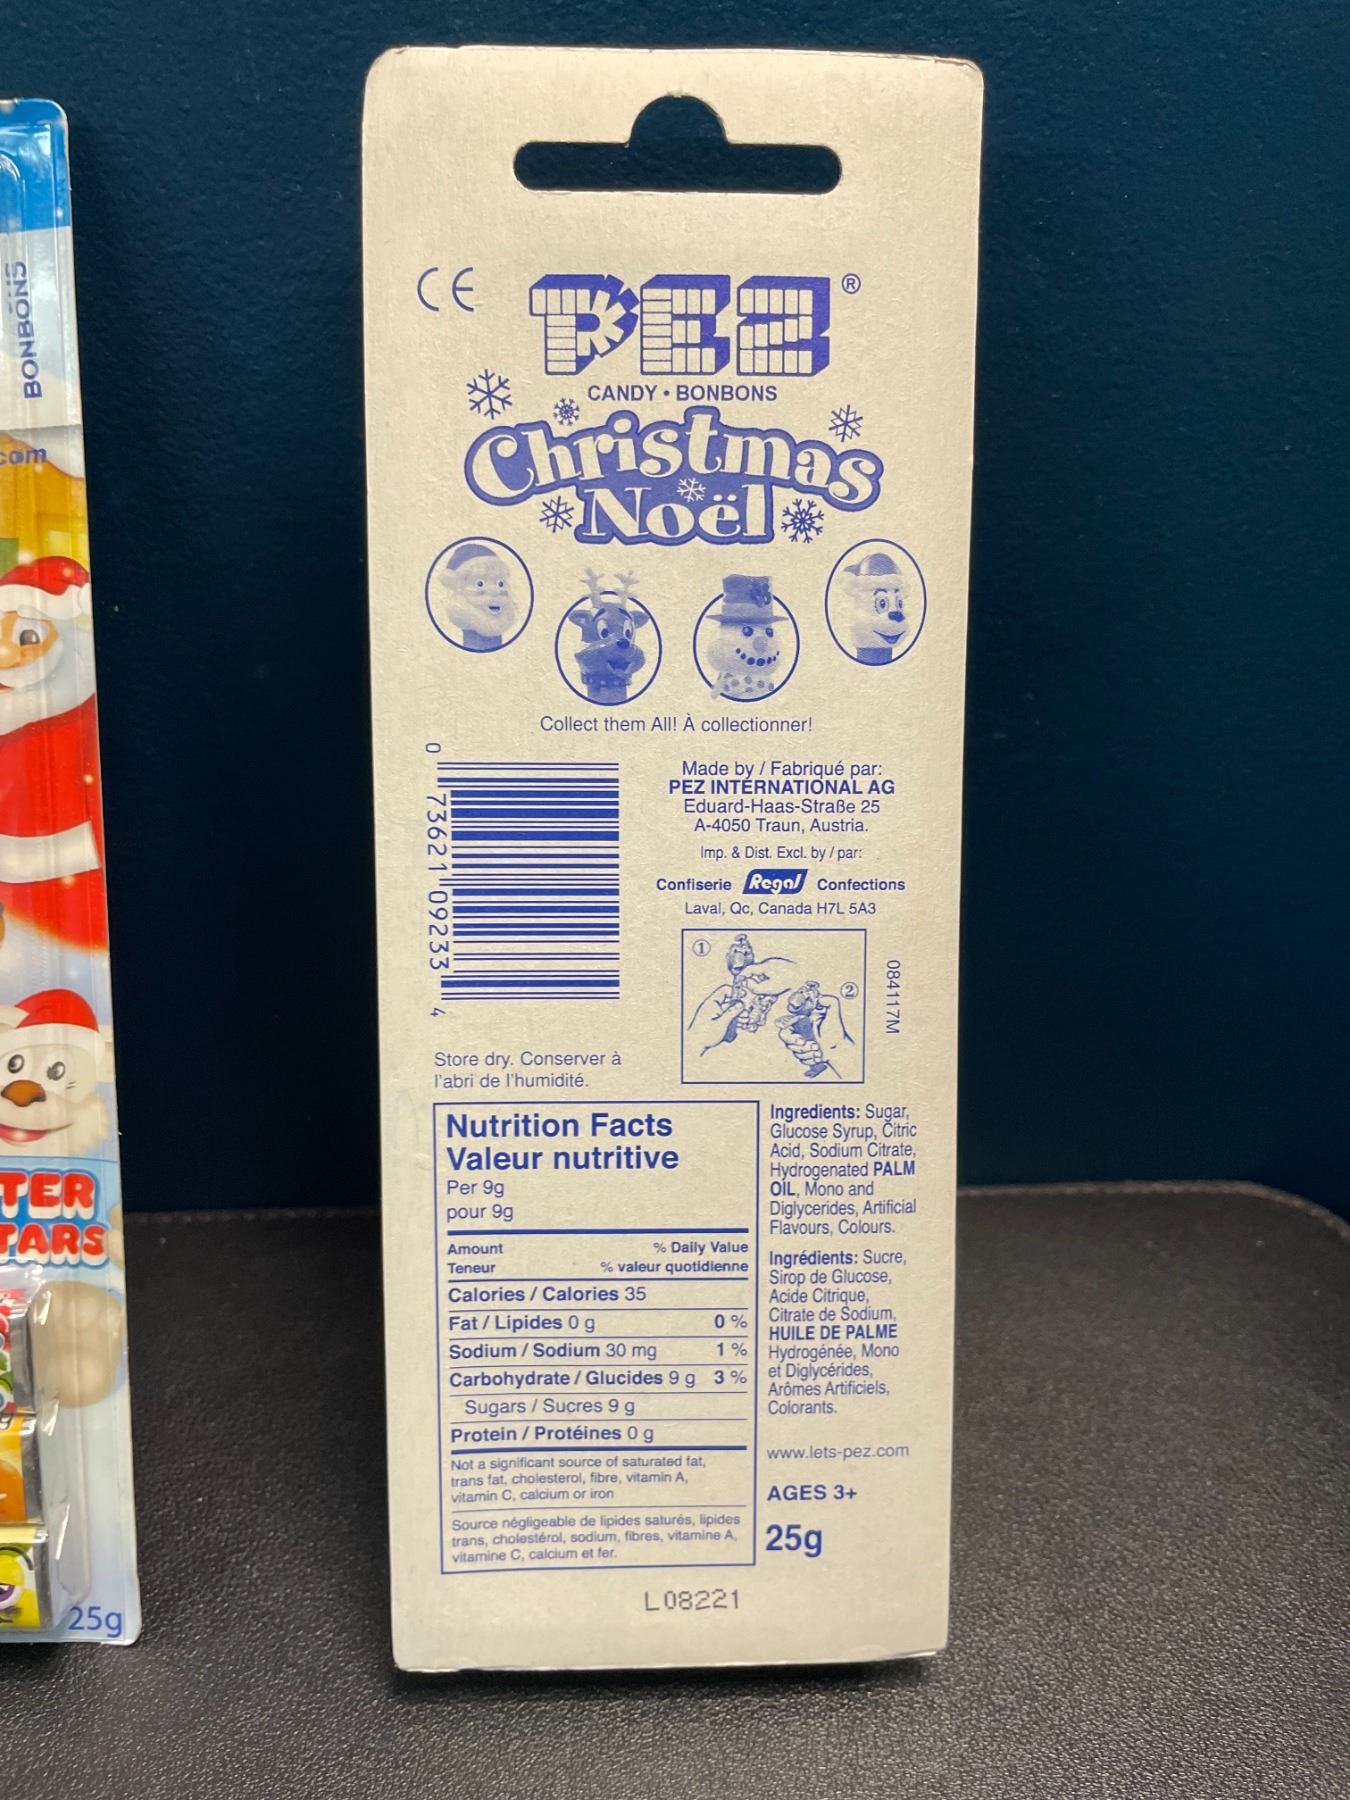 BONBONS
com
TER
TARS
25g
CE
PEZ®
CANDY • BONBONS
Christmas
Noël
Collect them All! À collectionner!
0 73621 09233 4
Made by / Fabriqué par:
PEZ INTERNATIONAL AG
Eduard-Haas-Straße 25
A-4050 Traun, Austria.
Imp. & Dist. Excl. by / par:
Confiserie Regal Confections
Laval, Qc, Canada H7L 5A3
1
2
084117M
Store dry. Conserver à
l'abri de l'humidité.
Nutrition Facts
Valeur nutritive
Per 9g
pour 9g
Amount % Daily Value
Teneur % valeur quotidienne
Calories / Calories 35
Fat / Lipides 0 g 0 %
Sodium / Sodium 30 mg 1 %
Carbohydrate / Glucides 9 g 3 %
Sugars / Sucres 9 g
Protein / Protéines 0 g
Not a significant source of saturated fat,
trans fat, cholesterol, fibre, vitamin A,
vitamin C, calcium or iron
Source négligeable de lipides saturés, lipides
trans, cholestérol, sodium, fibres, vitamine A,
vitamine C, calcium et fer.
Ingredients: Sugar,
Glucose Syrup, Citric
Acid, Sodium Citrate,
Hydrogenated PALM
OIL, Mono and
Diglycerides, Artificial
Flavours, Colours.
Ingrédients: Sucre,
Sirop de Glucose,
Acide Citrique,
Citrate de Sodium,
HUILE DE PALME
Hydrogénée, Mono
et Diglycérides,
Arômes Artificiels,
Colorants.
www.lets-pez.com
AGES 3+
25g
L08221